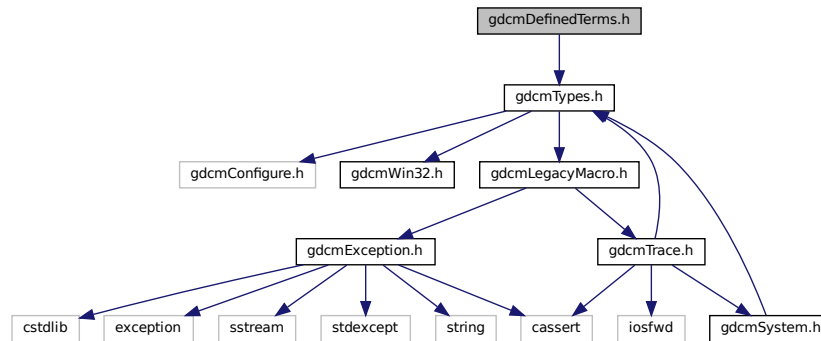 gdcmDefinedTerms.h
gdcmTypes.h
gdcmConfigure.h
gdcmWin32.h
gdcmLegacyMacro.h
gdcmException.h
gdcmTrace.h
cstdlib
exception
sstream
stdexcept
string
cassert
iosfwd
gdcmSystem.h